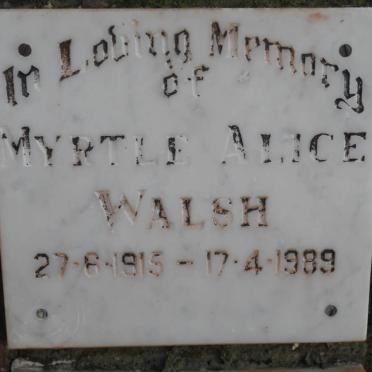 In Loving Memory
of
MYRTLE ALICE
WALSH
27-6-1915 - 17-4-1989